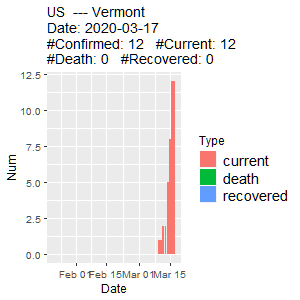 US  --- Vermont
Date: 2020-03-17
#Confirmed: 12   #Current: 12
#Death: 0   #Recovered: 0
12.5
10.0
7.5
5.0
2.5
0.0
Num
Feb 01
Feb 15
Mar 01
Mar 15
Date
Type
current
death
recovered